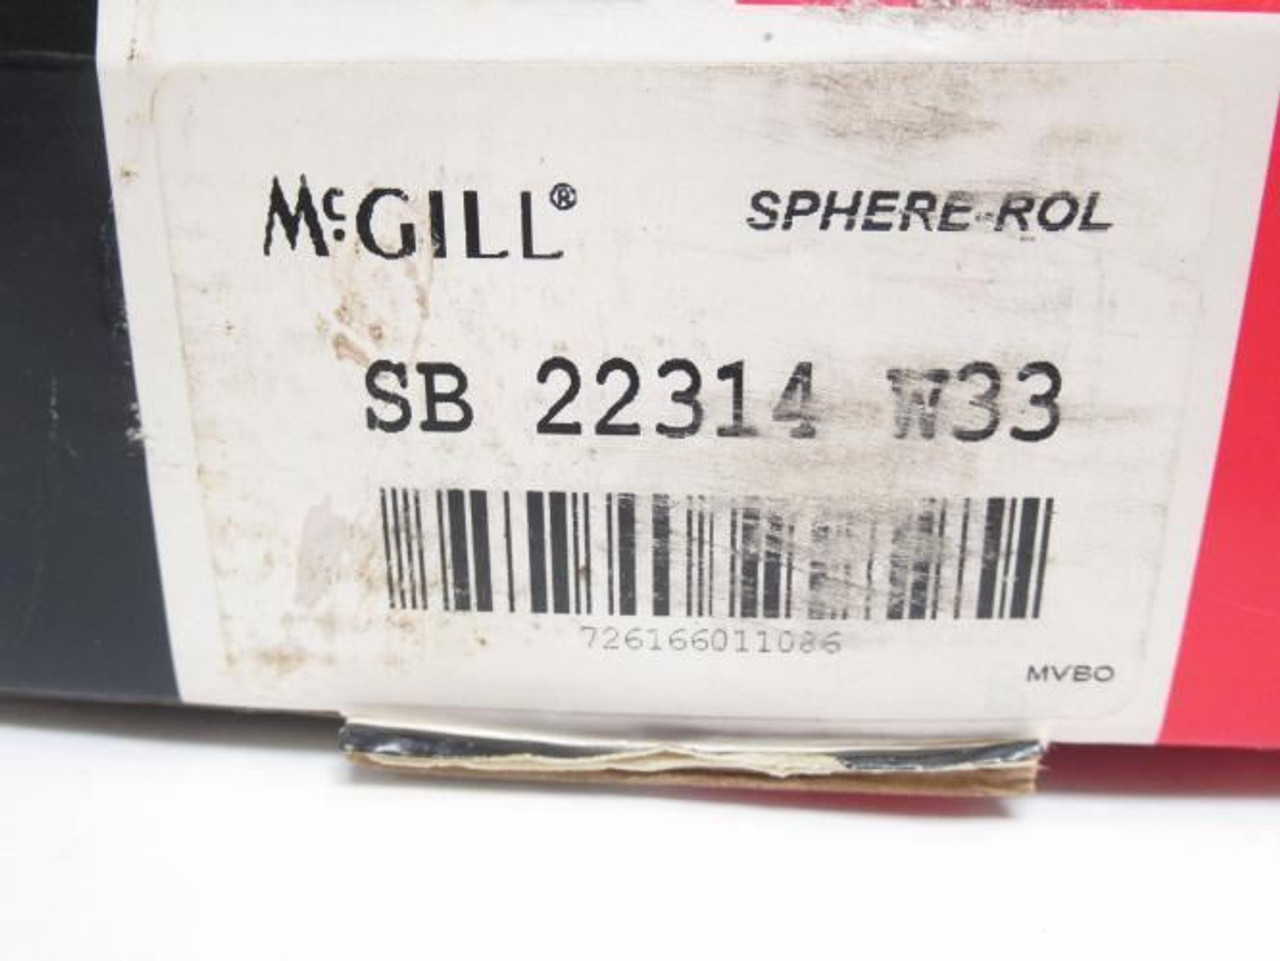 McGILL® SPHERE-ROL
SB 22314 W33
726166011086
MVBO